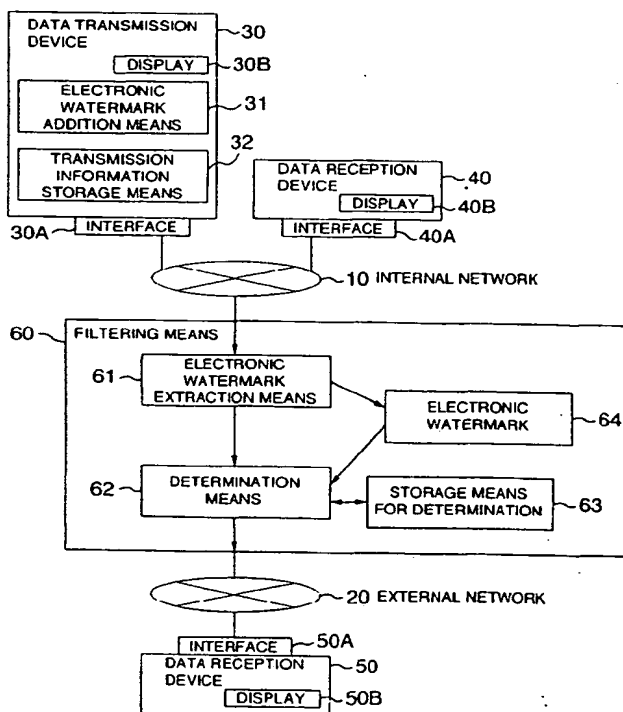 DATA TRANSMISSION
DEVICE
30
DISPLAY
30B
ELECTRONIC
WATERMARK
ADDITION MEANS
31
32
TRANSMISSION
INFORMATION
STORAGE MEANS
DATA RECEPTION
DEVICE
40
DISPLAY
40B
30A
INTERFACE
INTERFACE
40A
10 INTERNAL NETWORK
60
FILTERING MEANS
61
ELECTRONIC
WATERMARK
EXTRACTION MEANS
ELECTRONIC
WATERMARK
64
62
DETERMINATION
MEANS
STORAGE MEANS
FOR DETERMINATION
63
20 EXTERNAL NETWORK
INTERFACE
50A
DATA RECEPTION
DEVICE
50
DISPLAY
50B